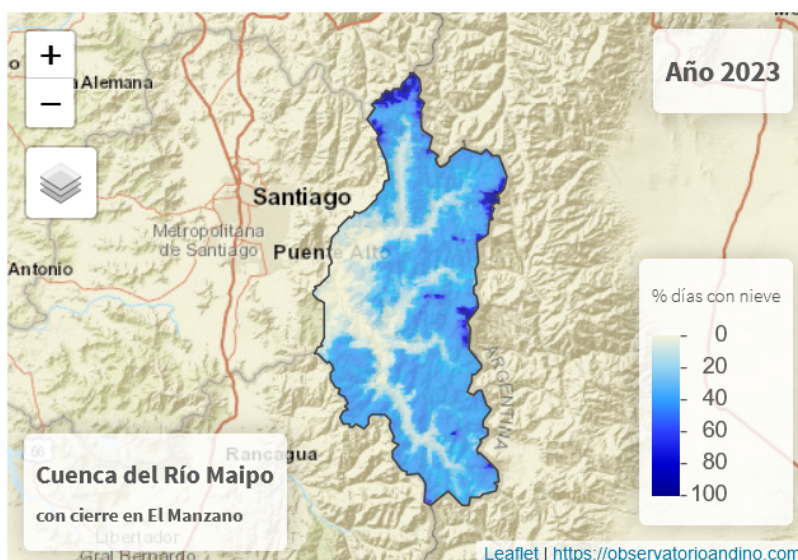 +
−
o
Alemana
Año 2023
Santiago
Metropolitana
de Santiago
Puente Alto
Antonio
ARGENTINA
% días con nieve
0
20
40
60
80
100
66
Rancagua
Cuenca del Río Maipo
con cierre en El Manzano
Libertador
Gral Bernardo
Leaflet | https://observatorioandino.com